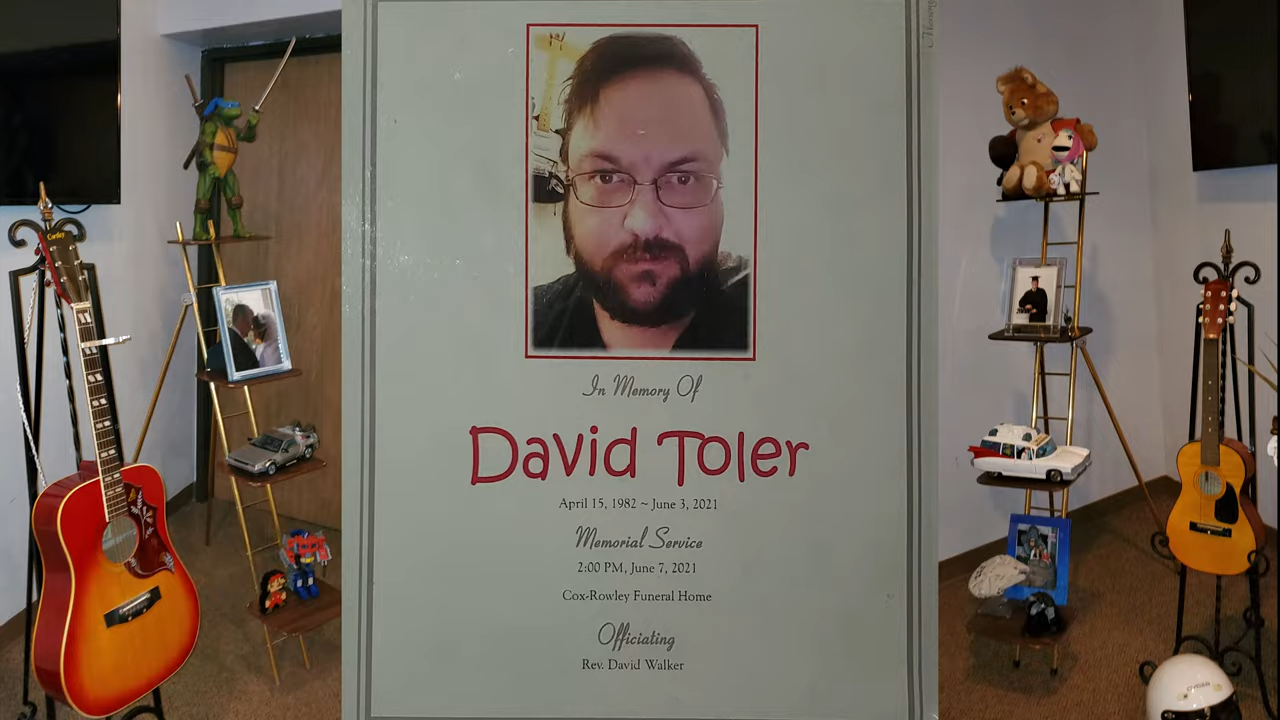 In Memory Of
David Toler
April 15, 1982 ~ June 3, 2021
Memorial Service
2:00 PM, June 7, 2021
Cox-Rowley Funeral Home
Officiating
Rev. David Walker
Cortley